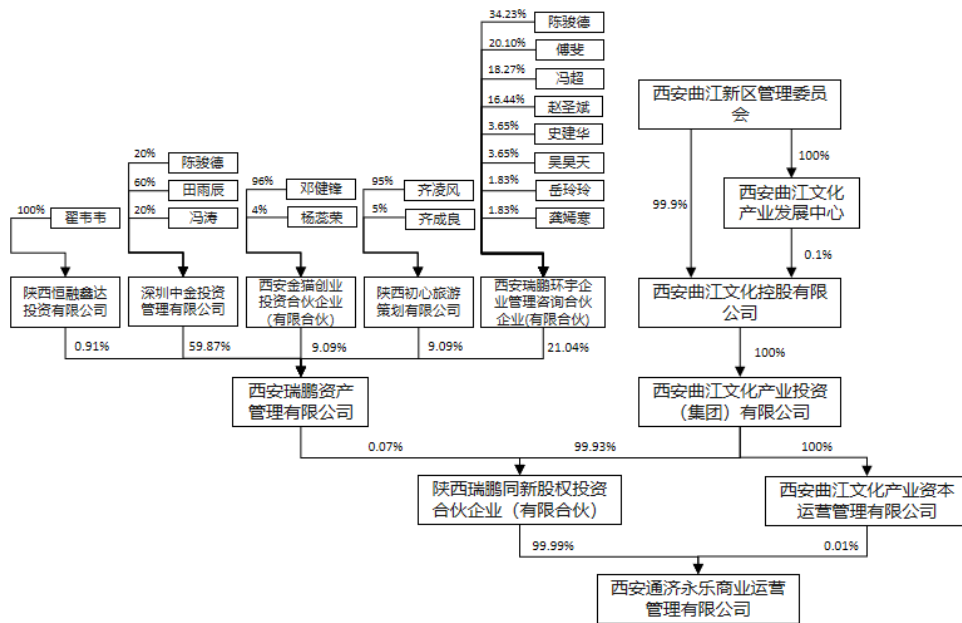 34.23%
陈骏德
20.10%
傅斐
18.27%
冯超
16.44%
赵圣斌
3.65%
史建华
3.65%
吴昊天
1.83%
岳玲玲
1.83%
龚嫣寒
西安曲江新区管理委员
会
100%
99.9%
西安曲江文化
产业发展中心
0.1%
20%
陈骏德
60%
田雨辰
20%
冯涛
96%
邓健锋
4%
杨蕊荣
95%
齐凌风
5%
齐成良
100%
翟韦韦
陕西恒融鑫达
投资有限公司
深圳中金投资
管理有限公司
西安金猫创业
投资合伙企业
(有限合伙)
陕西初心旅游
策划有限公司
西安瑞鹏环宇企
业管理咨询合伙
企业(有限合伙)
西安曲江文化控股有限
公司
0.91%
59.87%
9.09%
9.09%
21.04%
100%
西安瑞鹏资产
管理有限公司
西安曲江文化产业投资
（集团）有限公司
0.07%
99.93%
100%
陕西瑞鹏同新股权投资
合伙企业（有限合伙）
西安曲江文化产业资本
运营管理有限公司
99.99%
0.01%
西安通济永乐商业运营
管理有限公司